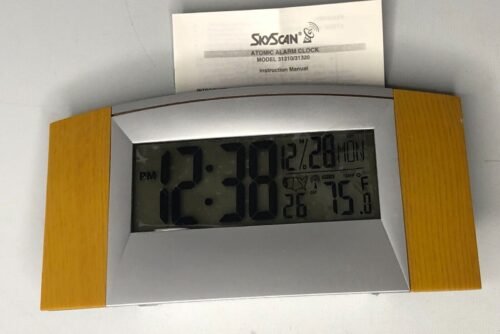 SKYSCAN®
ATOMIC ALARM CLOCK
MODEL 31310/31320
Instruction Manual
PM 12:38
12/28 MON
26 75.0 °F